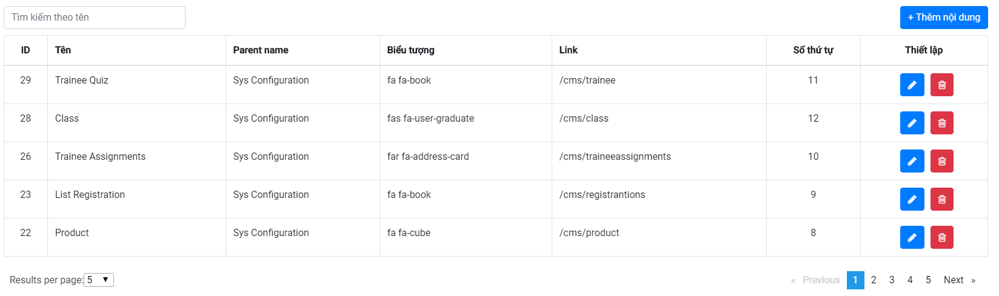 Tìm kiếm theo tên
+ Thêm nội dung
ID Tên Parent name Biểu tượng Link Số thứ tự Thiết lập
29 Trainee Quiz Sys Configuration fa fa-book /cms/trainee 11
28 Class Sys Configuration fas fa-user-graduate /cms/class 12
26 Trainee Assignments Sys Configuration far fa-address-card /cms/traineeassignments 10
23 List Registration Sys Configuration fa fa-book /cms/registrantions 9
22 Product Sys Configuration fa fa-cube /cms/product 8
Results per page: 5
« Previous 1 2 3 4 5 Next »